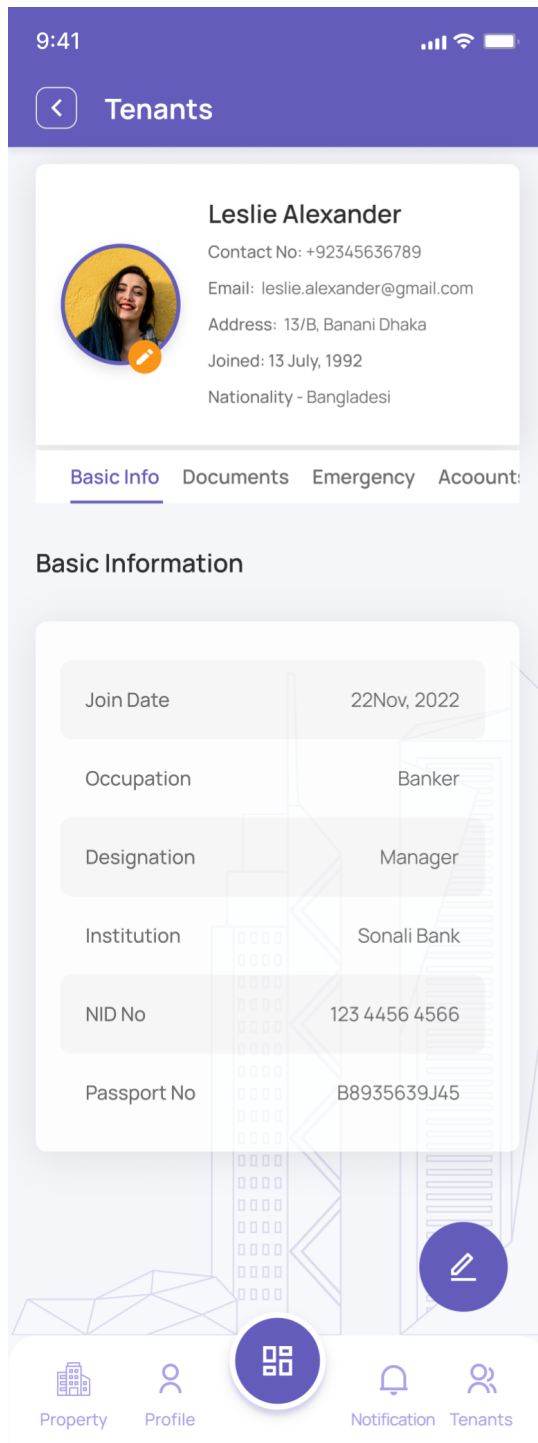 9:41
Tenants
Leslie Alexander
Contact No: +92345636789
Email: leslie.alexander@gmail.com
Address: 13/B, Banani Dhaka
Joined: 13 July, 1992
Nationality - Bangladesi
Basic Info Documents Emergency Acoounts
Basic Information
Join Date 22Nov, 2022
Occupation Banker
Designation Manager
Institution Sonali Bank
NID No 123 4456 4566
Passport No B8935639J45
Property Profile Notification Tenants